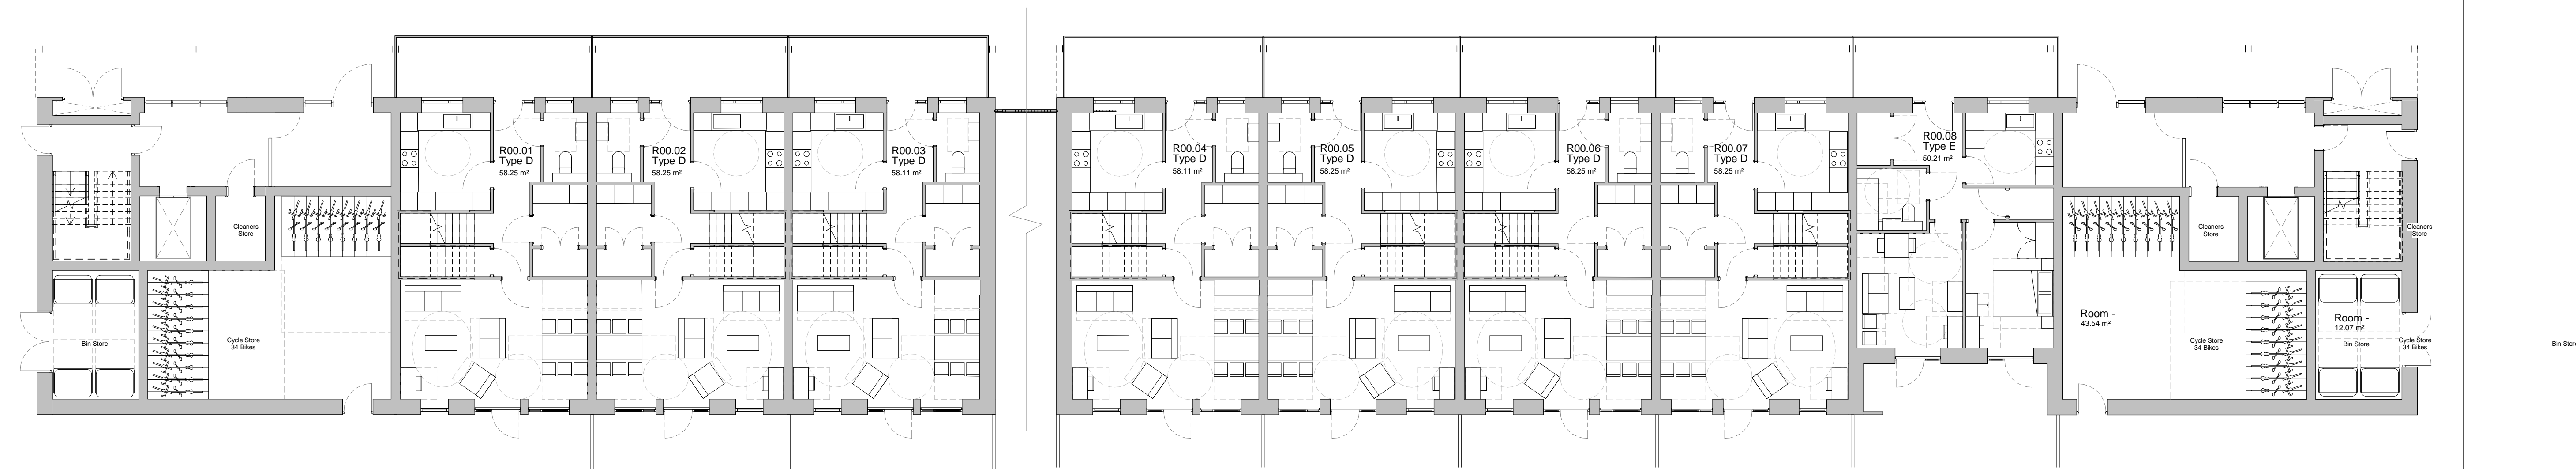 R00.01
Type D
58.25 m²
R00.02
Type D
58.25 m²
R00.03
Type D
58.11 m²
R00.04
Type D
58.11 m²
R00.05
Type D
58.25 m²
R00.06
Type D
58.25 m²
R00.07
Type D
58.25 m²
R00.08
Type E
50.21 m²
Cleaners
Store
Cleaners
Store
Cleaners
Store
Bin Store
Cycle Store
34 Bikes
Room -
43.54 m²
Cycle Store
34 Bikes
Room -
12.07 m²
Bin Store
Cycle Store
34 Bikes
Bin Store